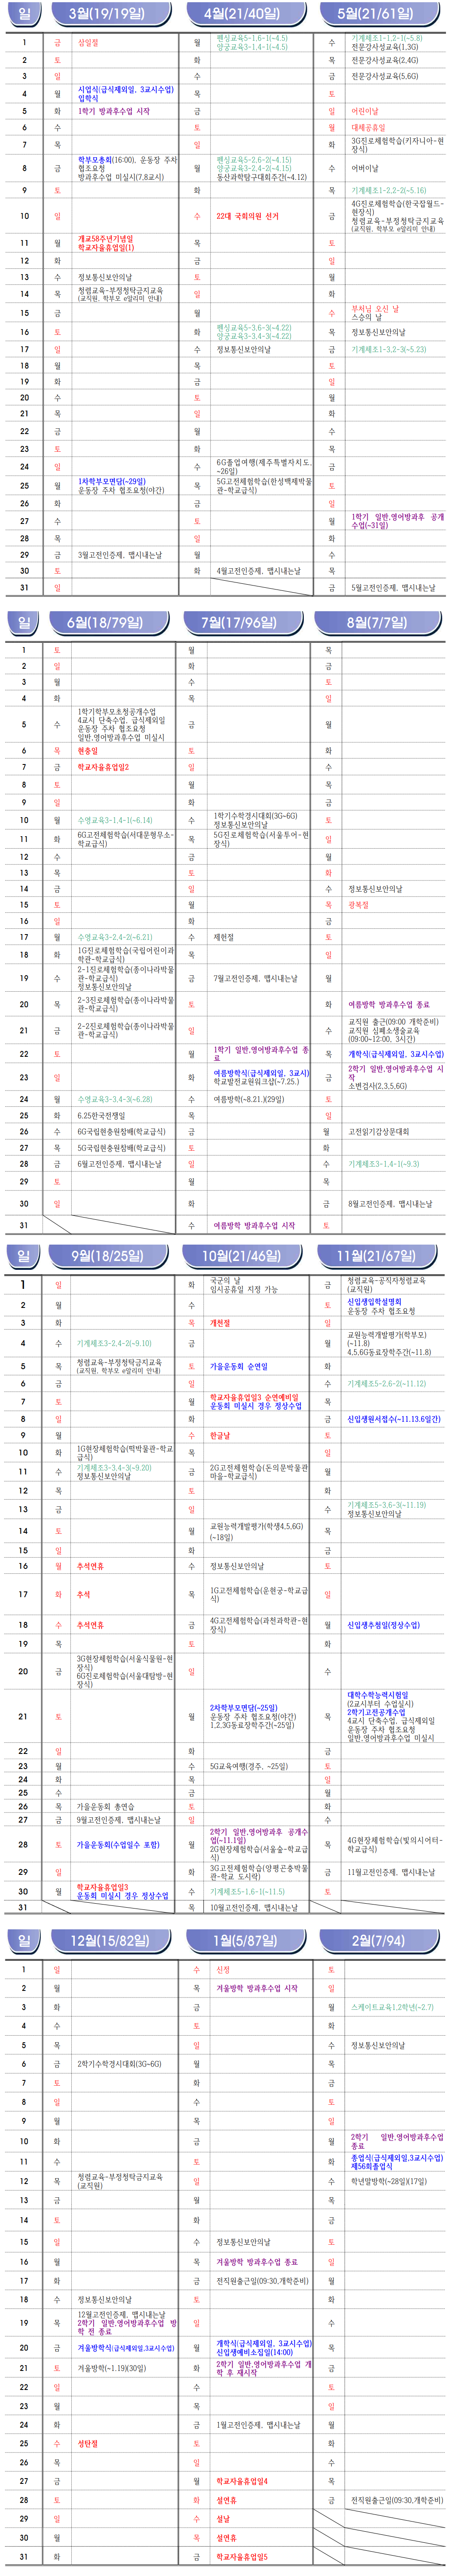 일 3월(19/19일) 4월(21/40일) 5월(21/61일)
1 금 삼일절 월 펜싱교육5-1,6-1(~4.5) 수 기계체조1-1,2-1(~5.8)
양궁교육3-1,4-1(~4.5) 전문강사성교육(1,3G)
2 토 화 목 전문강사성교육(2,4G)
3 일 수 금 전문강사성교육(5,6G)
4 월 시업식(급식제외일, 3교시수업) 목 토
입학식
5 화 1학기 방과후수업 시작 금 일 어린이날
6 수 토 월 대체공휴일
7 목 일 화 3G진로체험학습(키자니아-현
장식)
8 금 학부모총회(16:00), 운동장 주차 월 펜싱교육5-2,6-2(~4.15) 수 어버이날
협조요청 양궁교육3-2,4-2(~4.15)
방과후수업 미실시(7,8교시) 동산과학탐구대회주간(~4.12)
9 토 화 목 기계체조1-2,2-2(~5.16)
10 일 수 22대 국회의원 선거 금 4G진로체험학습(한국잡월드-
현장식)
청렴교육-부정청탁금지교육
(교직원, 학부모 e알리미 안내)
11 월 개교58주년기념일 목 토
학교자율휴업일(1)
12 화 금 일
13 수 정보통신보안의날 토 월
14 목 청렴교육-부정청탁금지교육 일 화
(교직원, 학부모 e알리미 안내)
15 금 월 수 부처님 오신 날
스승의 날
16 토 화 펜싱교육5-3,6-3(~4.22) 목 정보통신보안의날
양궁교육3-3,4-3(~4.22)
17 일 수 정보통신보안의날 금 기계체조1-3,2-3(~5.23)
18 월 목 토
19 화 금 일
20 수 토 월
21 목 일 화
22 금 월 수
23 토 화 목
24 일 수 6G졸업여행(제주특별자치도, 금
~26일)
25 월 1차학부모면담(~29일) 목 5G고전체험학습(한성백제박물 토
운동장 주차 협조요청(야간) 관-학교급식)
26 화 금 일
27 수 토 월 1학기 일반,영어방과후 공개
수업(~31일)
28 목 일 화
29 금 3월고전인증제, 맵시내는날 월 수
30 토 화 4월고전인증제, 맵시내는날 목
31 일 금 5월고전인증제, 맵시내는날
일 6월(18/79일) 7월(17/96일) 8월(7/7일)
1 토 월 목
2 일 화 금
3 월 수 토
4 화 목 일
5 수 1학기학부모초청공개수업 금 월
4교시 단축수업, 급식제외일
운동장 주차 협조요청
일반,영어방과후수업 미실시
6 목 현충일 토 화
7 금 학교자율휴업일2 일 수
8 토 월 목
9 일 화 금
10 월 수영교육3-1,4-1(~6.14) 수 1학기수학경시대회(3G~6G) 토
정보통신보안의날
11 화 6G고전체험학습(서대문형무소- 목 5G진로체험학습(서울투어-현 일
학교급식) 장식)
12 수 금 월
13 목 토 화
14 금 일 수 정보통신보안의날
15 토 월 목 광복절
16 일 화 금
17 월 수영교육3-2,4-2(~6.21) 수 제헌절 토
18 화 1G진로체험학습(국립어린이과 목 일
학관-학교급식)
19 수 2-1진로체험학습(종이나라박물 금 7월고전인증제, 맵시내는날 월
관-학교급식)
정보통신보안의날
20 목 2-3진로체험학습(종이나라박물 토 화 여름방학 방과후수업 종료
관-학교급식)
21 금 2-2진로체험학습(종이나라박물 일 수 교직원 출근(09:00 개학준비)
관-학교급식) 교직원 심폐소생술교육
(09:00~12:00, 3시간)
22 토 월 1학기 일반,영어방과후수업 종 목 개학식(급식제외일, 3교시수업)
료
23 일 화 여름방학식(급식제외일, 3교시) 금 2학기 일반,영어방과후수업 시
학교발전교원워크샵(~7.25.) 작
소변검사(2,3,5,6G)
24 월 수영교육3-3,4-3(~6.28) 수 여름방학(~8.21.)(29일) 토
25 화 6.25한국전쟁일 목 일
26 수 6G국립현충원참배(학교급식) 금 월 고전읽기감상문대회
27 목 5G국립현충원참배(학교급식) 토 화
28 금 6월고전인증제, 맵시내는날 일 수 기계체조3-1,4-1(~9.3)
29 토 월 목
30 일 화 금 8월고전인증제, 맵시내는날
31 수 여름방학 방과후수업 시작 토
일 9월(18/25일) 10월(21/46일) 11월(21/67일)
1 일 화 국군의 날 금 청렴교육-공직자청렴교육
임시공휴일 지정 가능 (교직원)
2 월 수 토 신입생입학설명회
운동장 주차 협조요청
3 화 목 개천절 일
4 수 기계체조3-2,4-2(~9.10) 금 월 교원능력개발평가(학부모)
(~11.8)
4,5,6G동료장학주간(~11.8)
5 목 청렴교육-부정청탁금지교육 토 가을운동회 순연일 화
(교직원, 학부모 e알리미 안내)
6 금 일 수 기계체조5-2,6-2(~11.12)
7 토 월 학교자율휴업일3 순연예비일 목
운동회 미실시 경우 정상수업
8 일 화 금 신입생원서접수(~11.13.6일간)
9 월 수 한글날 토
10 화 1G현장체험학습(떡박물관-학교 목 일
급식)
11 수 기계체조3-3,4-3(~9.20) 금 2G고전체험학습(돈의문박물관 월
정보통신보안의날 마을-학교급식)
12 목 토 화
13 금 일 수 기계체조5-3,6-3(~11.19)
정보통신보안의날
14 토 월 교원능력개발평가(학생4,5,6G) 목
(~18일)
15 일 화 금
16 월 추석연휴 수 정보통신보안의날 토
17 화 추석 목 1G고전체험학습(운현궁-학교급 일
식)
18 수 추석연휴 금 4G고전체험학습(과천과학관-현 월 신입생추첨일(정상수업)
장식)
19 목 토 화
20 금 3G현장체험학습(서울식물원-현 일 수
장식)
6G진로체험학습(서울대탐방-현
장식)
21 토 월 2차학부모면담(~25일) 목 대학수학능력시험일
운동장 주차 협조요청(야간) (2교시부터 수업실시)
1,2,3G동료장학주간(~25일) 2학기고전공개수업
4교시 단축수업, 급식제외일
운동장 주차 협조요청
일반,영어방과후수업 미실시
22 일 화 금
23 월 수 5G교육여행(경주, ~25일) 토
24 화 목 일
25 수 금 월
26 목 가을운동회 총연습 토 화
27 금 9월고전인증제, 맵시내는날 일 수
28 토 가을운동회(수업일수 포함) 월 2학기 일반,영어방과후 공개수 목 4G현장체험학습(빛의시어터-
업(~11.1일) 학교급식)
2G현장체험학습(서울숲-학교급
식)
29 일 화 3G고전체험학습(양평곤충박물 금 11월고전인증제, 맵시내는날
관-학교 도시락)
30 월 학교자율휴업일3 수 기계체조5-1,6-1(~11.5) 토
운동회 미실시 경우 정상수업
31 목 10월고전인증제, 맵시내는날
일 12월(15/82일) 1월(5/87일) 2월(7/94)
1 일 수 신정 토
2 월 목 겨울방학 방과후수업 시작 일
3 화 금 월 스케이트교육1,2학년(~2.7)
4 수 토 화
5 목 일 수 정보통신보안의날
6 금 2학기수학경시대회(3G~6G) 월 목
7 토 화 금
8 일 수 토
9 월 목 일
10 화 금 월 2학기 일반,영어방과후수업
종료
11 수 토 화 종업식(급식제외일,3교시수업)
제56회졸업식
12 목 청렴교육-부정청탁금지교육 일 수 학년말방학(~28일)(17일)
(교직원)
13 금 월 목
14 토 화 금
15 일 수 정보통신보안의날 토
16 월 목 겨울방학 방과후수업 종료 일
17 화 금 전직원출근일(09:30,개학준비) 월
18 수 정보통신보안의날 토 화
19 목 12월고전인증제, 맵시내는날 일 수
2학기 일반,영어방과후수업 방
학 전 종료
20 금 겨울방학식(급식제외일,3교시수업) 월 개학식(급식제외일, 3교시수업) 목
신입생예비소집일(14:00)
21 토 겨울방학(~1.19)(30일) 화 2학기 일반,영어방과후수업 개 금
학 후 재시작
22 일 수 토
23 월 목 일
24 화 금 1월고전인증제, 맵시내는날 월
25 수 성탄절 토 화
26 목 일 수
27 금 월 학교자율휴업일4 목
28 토 화 설연휴 금 전직원출근일(09:30,개학준비)
29 일 수 설날
30 월 목 설연휴
31 화 금 학교자율휴업일5